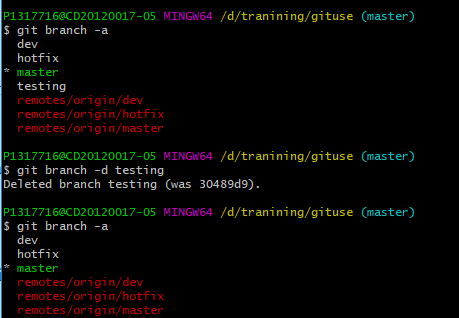 P1317716@CD20120017-05 MINGW64 /d/tranining/gituse (master)
$ git branch -a
  dev
  hotfix
* master
  testing
  remotes/origin/dev
  remotes/origin/hotfix
  remotes/origin/master

P1317716@CD20120017-05 MINGW64 /d/tranining/gituse (master)
$ git branch -d testing
Deleted branch testing (was 30489d9).

P1317716@CD20120017-05 MINGW64 /d/tranining/gituse (master)
$ git branch -a
  dev
  hotfix
* master
  remotes/origin/dev
  remotes/origin/hotfix
  remotes/origin/master